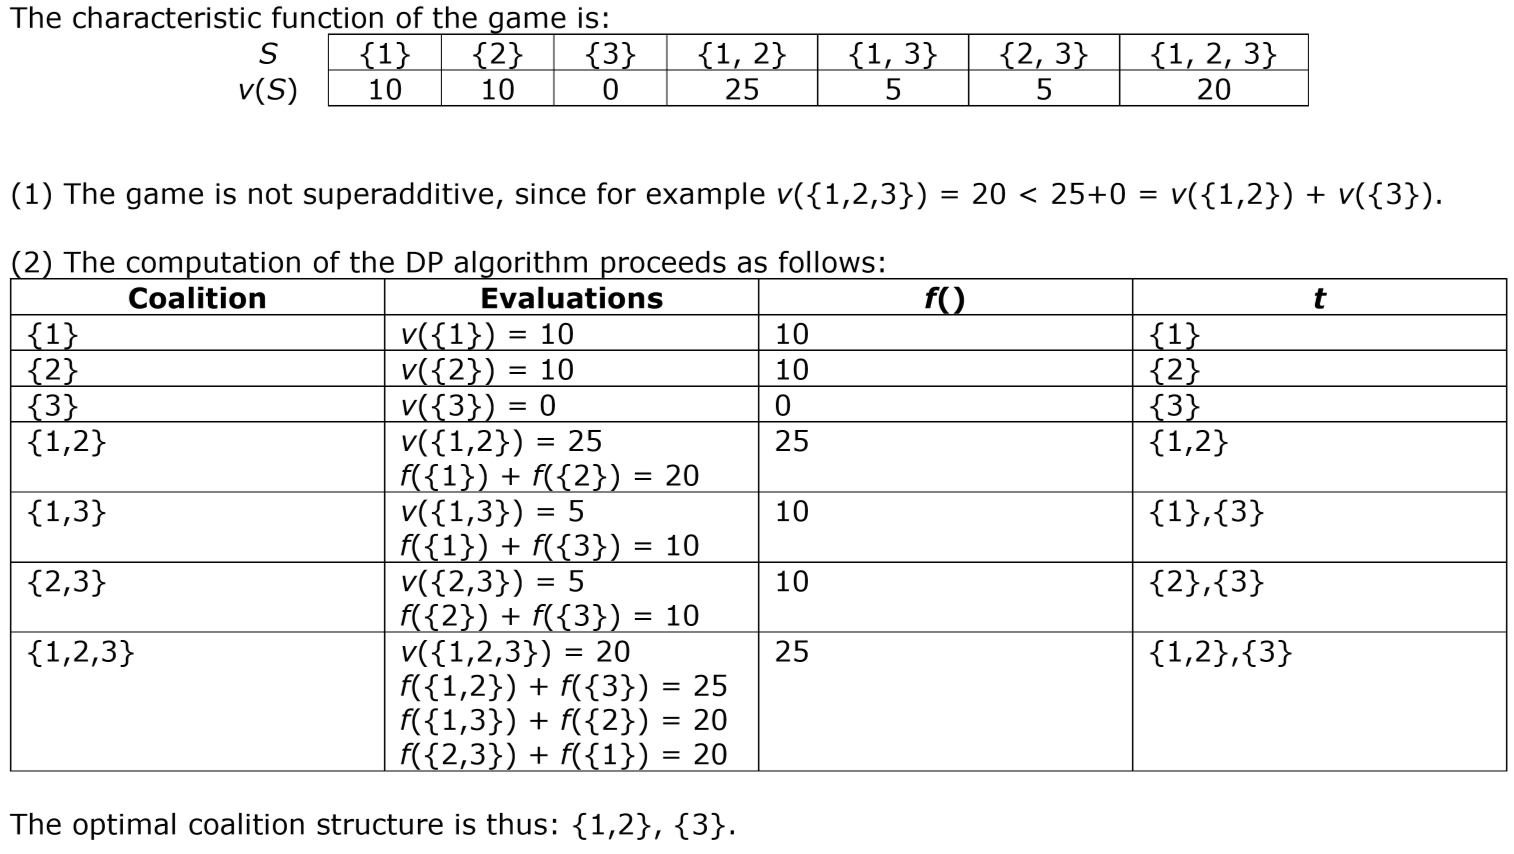 The characteristic function of the game is:
S {1} {2} {3} {1, 2} {1, 3} {2, 3} {1, 2, 3}
v(S) 10 10 0 25 5 5 20
(1) The game is not superadditive, since for example v({1,2,3}) = 20 < 25+0 = v({1,2}) + v({3}).
(2) The computation of the DP algorithm proceeds as follows:
Coalition Evaluations f() t
{1} v({1}) = 10 10 {1}
{2} v({2}) = 10 10 {2}
{3} v({3}) = 0 0 {3}
{1,2} v({1,2}) = 25 25 {1,2}
f({1}) + f({2}) = 20
{1,3} v({1,3}) = 5 10 {1},{3}
f({1}) + f({3}) = 10
{2,3} v({2,3}) = 5 10 {2},{3}
f({2}) + f({3}) = 10
{1,2,3} v({1,2,3}) = 20 25 {1,2},{3}
f({1,2}) + f({3}) = 25
f({1,3}) + f({2}) = 20
f({2,3}) + f({1}) = 20
The optimal coalition structure is thus: {1,2}, {3}.